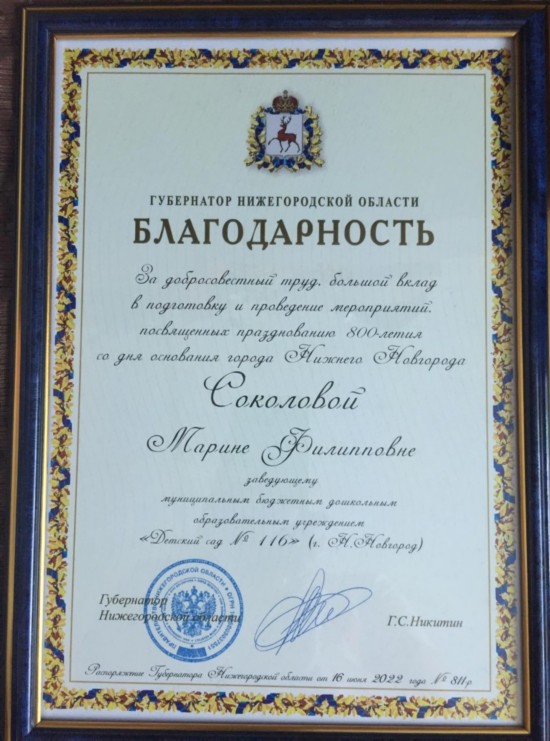 ГУБЕРНАТОР НИЖЕГОРОДСКОЙ ОБЛАСТИ
БЛАГОДАРНОСТЬ
За добросовестный труд, большой вклад
в подготовку и проведение мероприятий,
посвященных празднованию 800-летия
со дня основания города Нижнего Новгорода
Соколовой
Марине Филипповне
заведующему
муниципальным бюджетным дошкольным
образовательным учреждением
«Детский сад № 116» (г. Н.Новгород)
Губернатор
Нижегородской области
Г.С.Никитин
Распоряжение Губернатора Нижегородской области от 16 июня 2022 года № 811-р